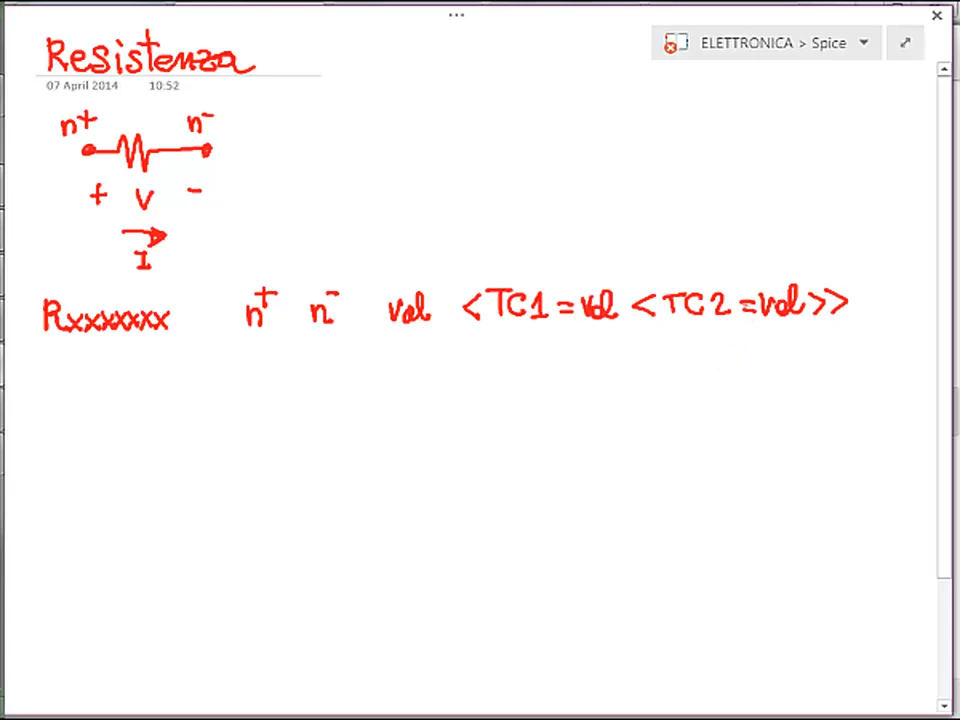 ELETTRONICA > Spice
Resistenza
07 April 2014 10:52
n+ n-
+ V -
I
Rxxxxxxx n+ n- val <TC1=val <TC2=val>>